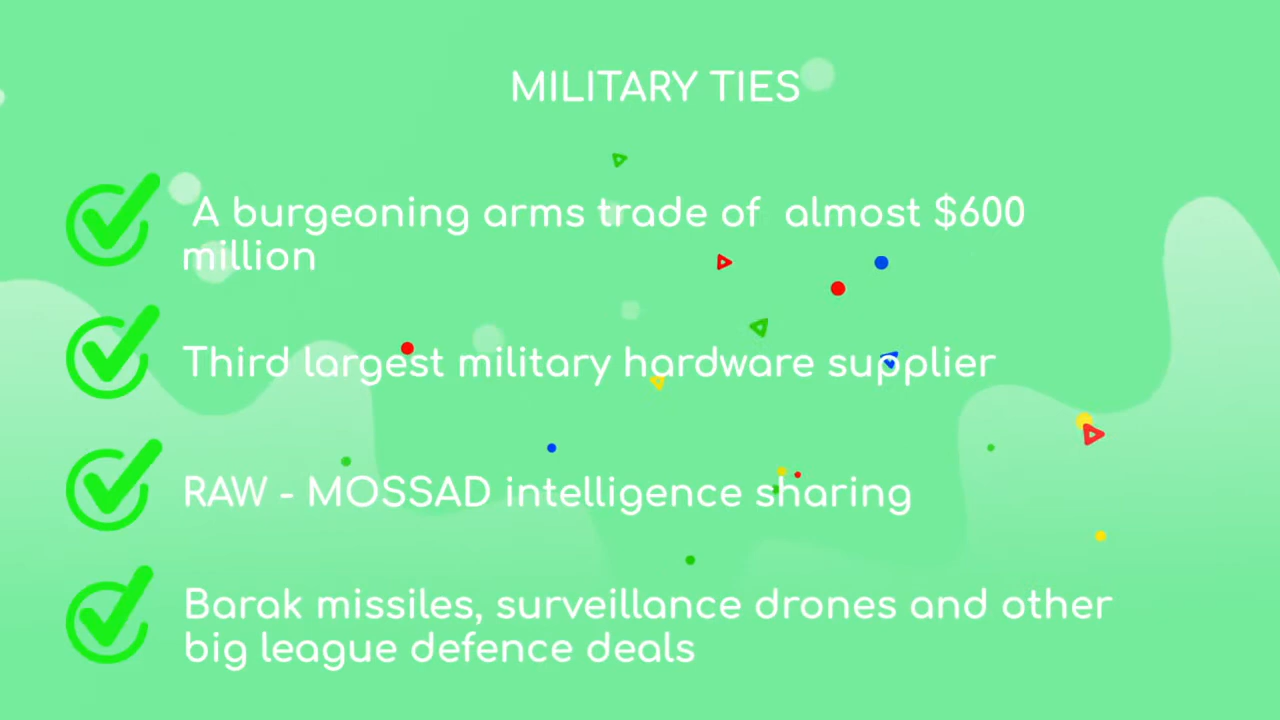 MILITARY TIES
A burgeoning arms trade of almost $600
million
Third largest military hardware supplier
RAW - MOSSAD intelligence sharing
Barak missiles, surveillance drones and other
big league defence deals